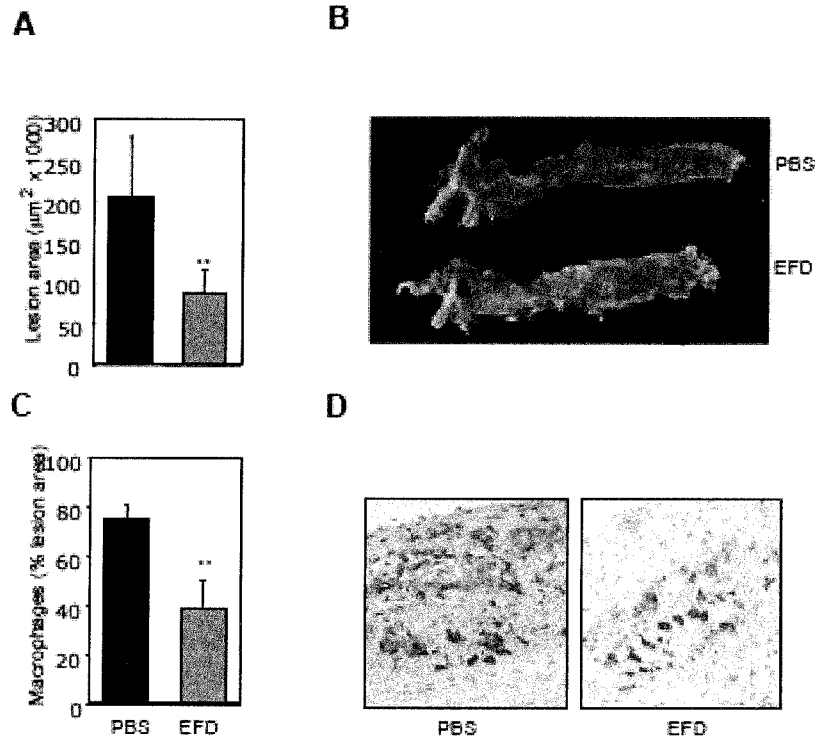 A
B
Lesion area (µm² x 1000)
300
250
200
150
100
50
0
**
PBS
EFD
C
D
Macrophages (% lesion area)
100
80
60
40
20
0
**
PBS
EFD
PBS
EFD